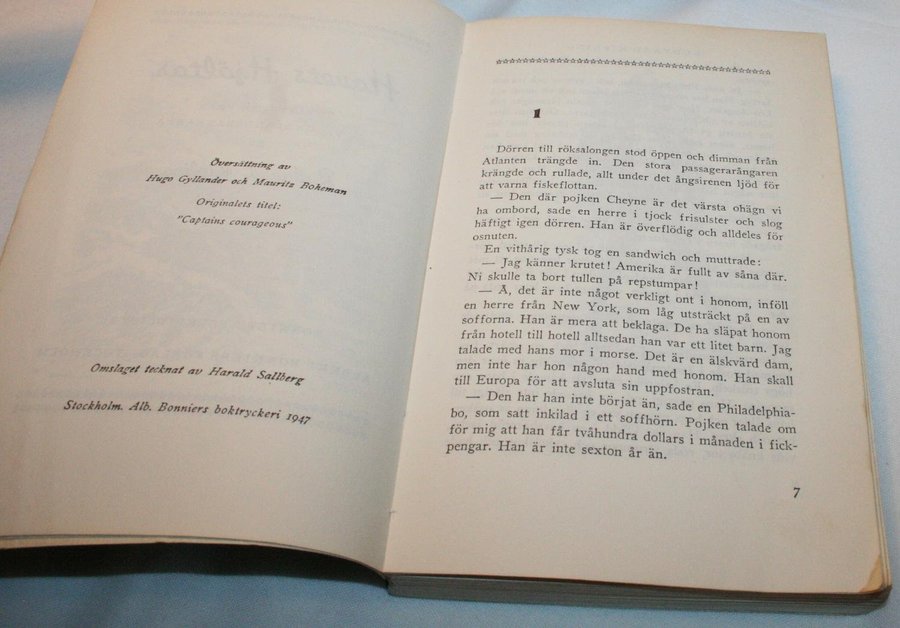 Översättning av
Hugo Gyllander och Mauritz Boheman
Originalets titel:
"Captains courageous"
Omslaget tecknat av Harald Sallberg
Stockholm. Alb. Bonniers boktryckeri 1947
1
Dörren till röksalongen stod öppen och dimman från
Atlanten trängde in. Den stora passagerarångaren
krängde och rullade, allt under det ångsirenen ljöd för
att varna fiskeflottan.
— Den där pojken Cheyne är det värsta ohägn vi
ha ombord, sade en herre i tjock frisulster och slog
häftigt igen dörren. Han är överflödig och alldeles för
osnuten.
En vithårig tysk tog en sandwich och muttrade:
— Jag känner krutet! Amerika är fullt av såna där.
Ni skulle ta bort tullen på repstumpar!
— Å, det är inte något verkligt ont i honom, inföll
en herre från New York, som låg utsträckt på en av
sofforna. Han är mera att beklaga. De ha släpat honom
från hotell till hotell alltsedan han var ett litet barn. Jag
talade med hans mor i morse. Det är en älskvärd dam,
men inte har hon någon hand med honom. Han skall
till Europa för att avsluta sin uppfostran.
— Den har han inte börjat än, sade en Philadelphia-
bo, som satt inkilad i ett soffhörn. Pojken talade om
för mig att han får tvåhundra dollars i månaden i fick-
pengar. Han är inte sexton år än.
7